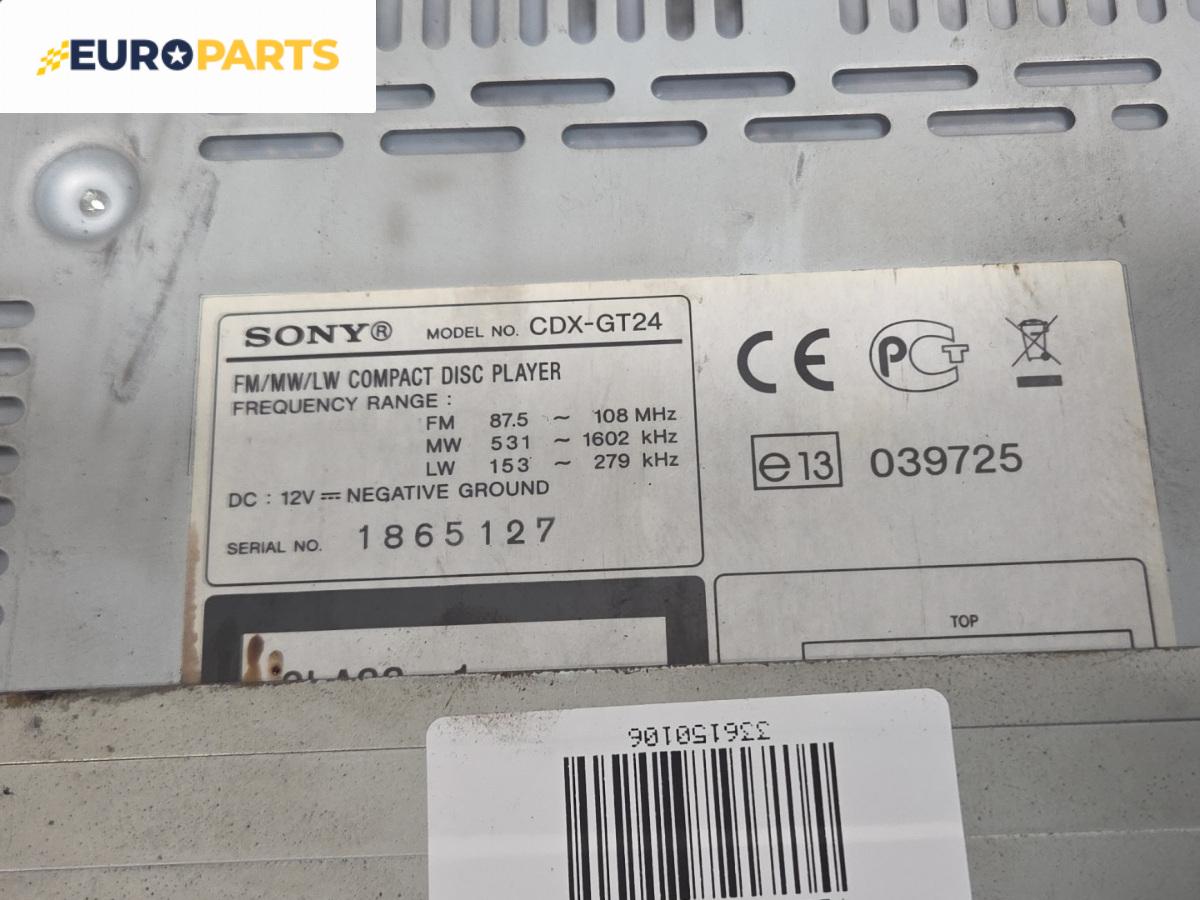 EUROPARTS
SONY® MODEL NO. CDX-GT24
FM/MW/LW COMPACT DISC PLAYER
FREQUENCY RANGE :
FM 87.5 ~ 108 MHz
MW 531 ~ 1602 kHz
LW 153 ~ 279 kHz
DC : 12V ⎓ NEGATIVE GROUND
SERIAL NO. 1865127
CE PCT
e13 039725
TOP
336150106